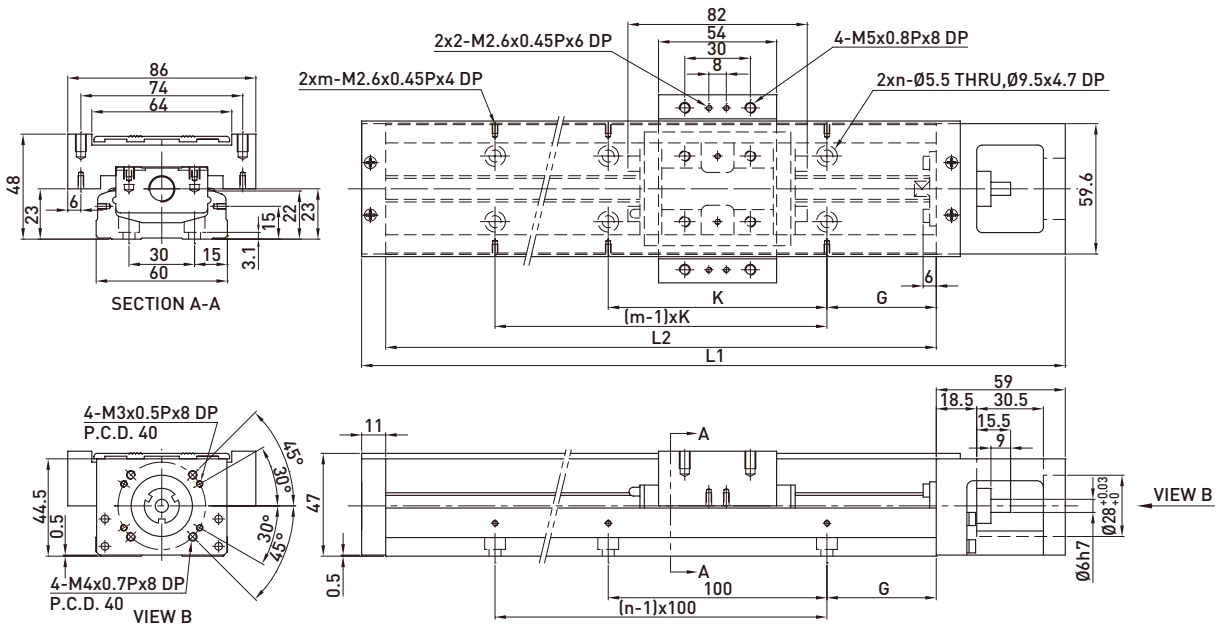 86
74
64
48
23
6
15
22
23
3.1
30
15
60
SECTION A-A
82
54
30
8
2x2-M2.6x0.45Px6 DP
4-M5x0.8Px8 DP
2xm-M2.6x0.45Px4 DP
2xn-Ø5.5 THRU,Ø9.5x4.7 DP
59.6
6
K
G
(m-1)xK
L2
L1
4-M3x0.5Px8 DP
P.C.D. 40
45°
30°
30°
45°
44.5
0.5
4-M4x0.7Px8 DP
P.C.D. 40
VIEW B
11
A
59
18.5
30.5
15.5
9
47
0.5
A
100
G
(n-1)x100
Ø28+0.03
+0
Ø6h7
VIEW B